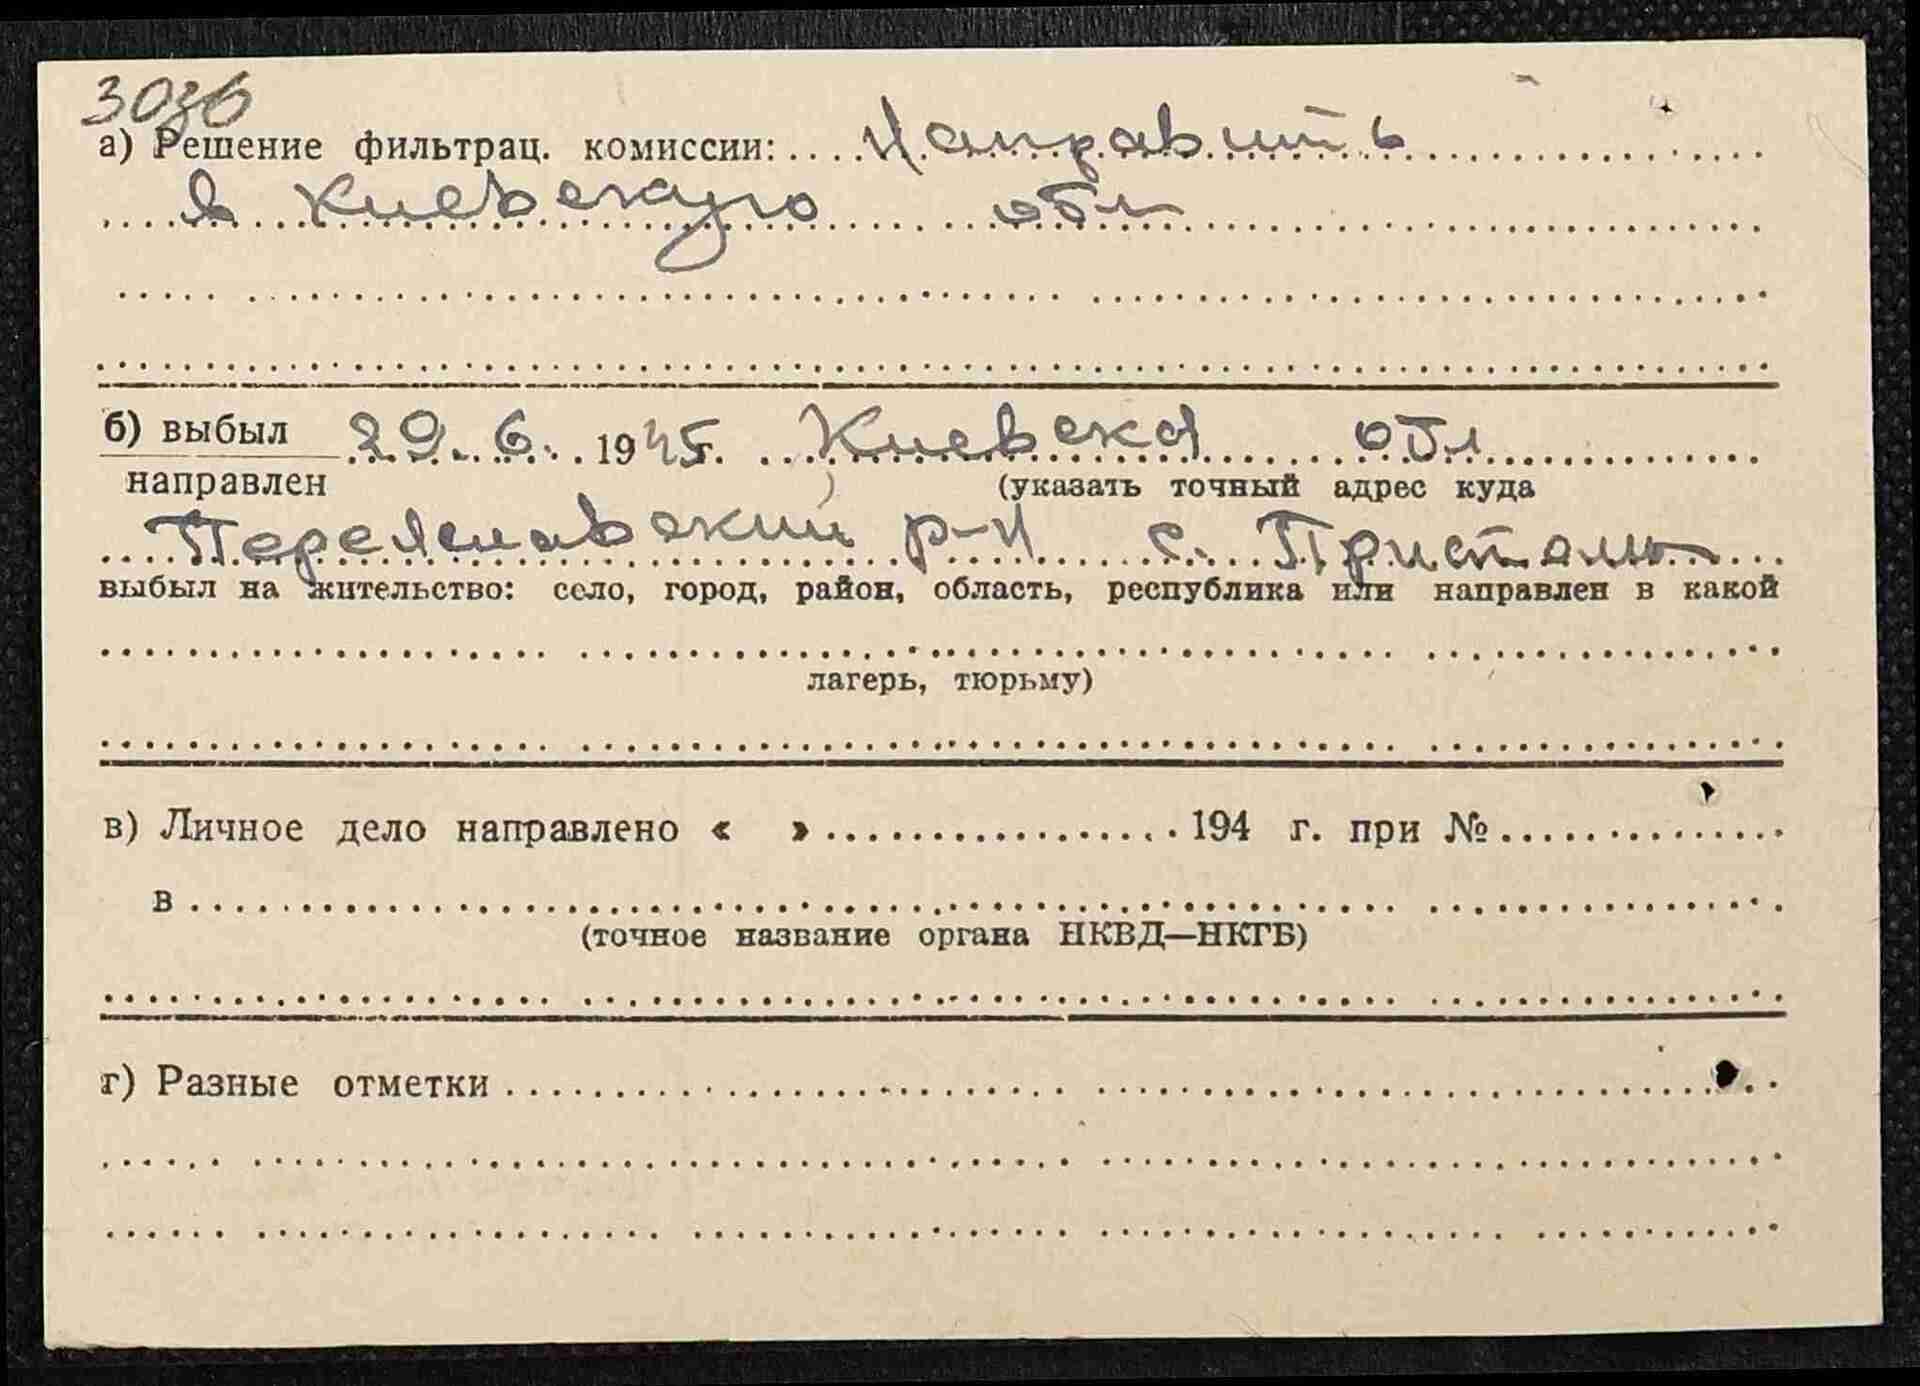 3036
а) Решение фильтрац. комиссии: Направить
в Киевскую обл
б) выбыл 29. 6. 1945 г. Киевская обл
направлен (указать точный адрес куда
Переяславский р-н с.
выбыл на жительство: село, город, район, область, республика или направлен в какой
лагерь, тюрьму)
в) Личное дело направлено « » 194 г. при №
в
(точное название органа НКВД—НКГБ)
г) Разные отметки